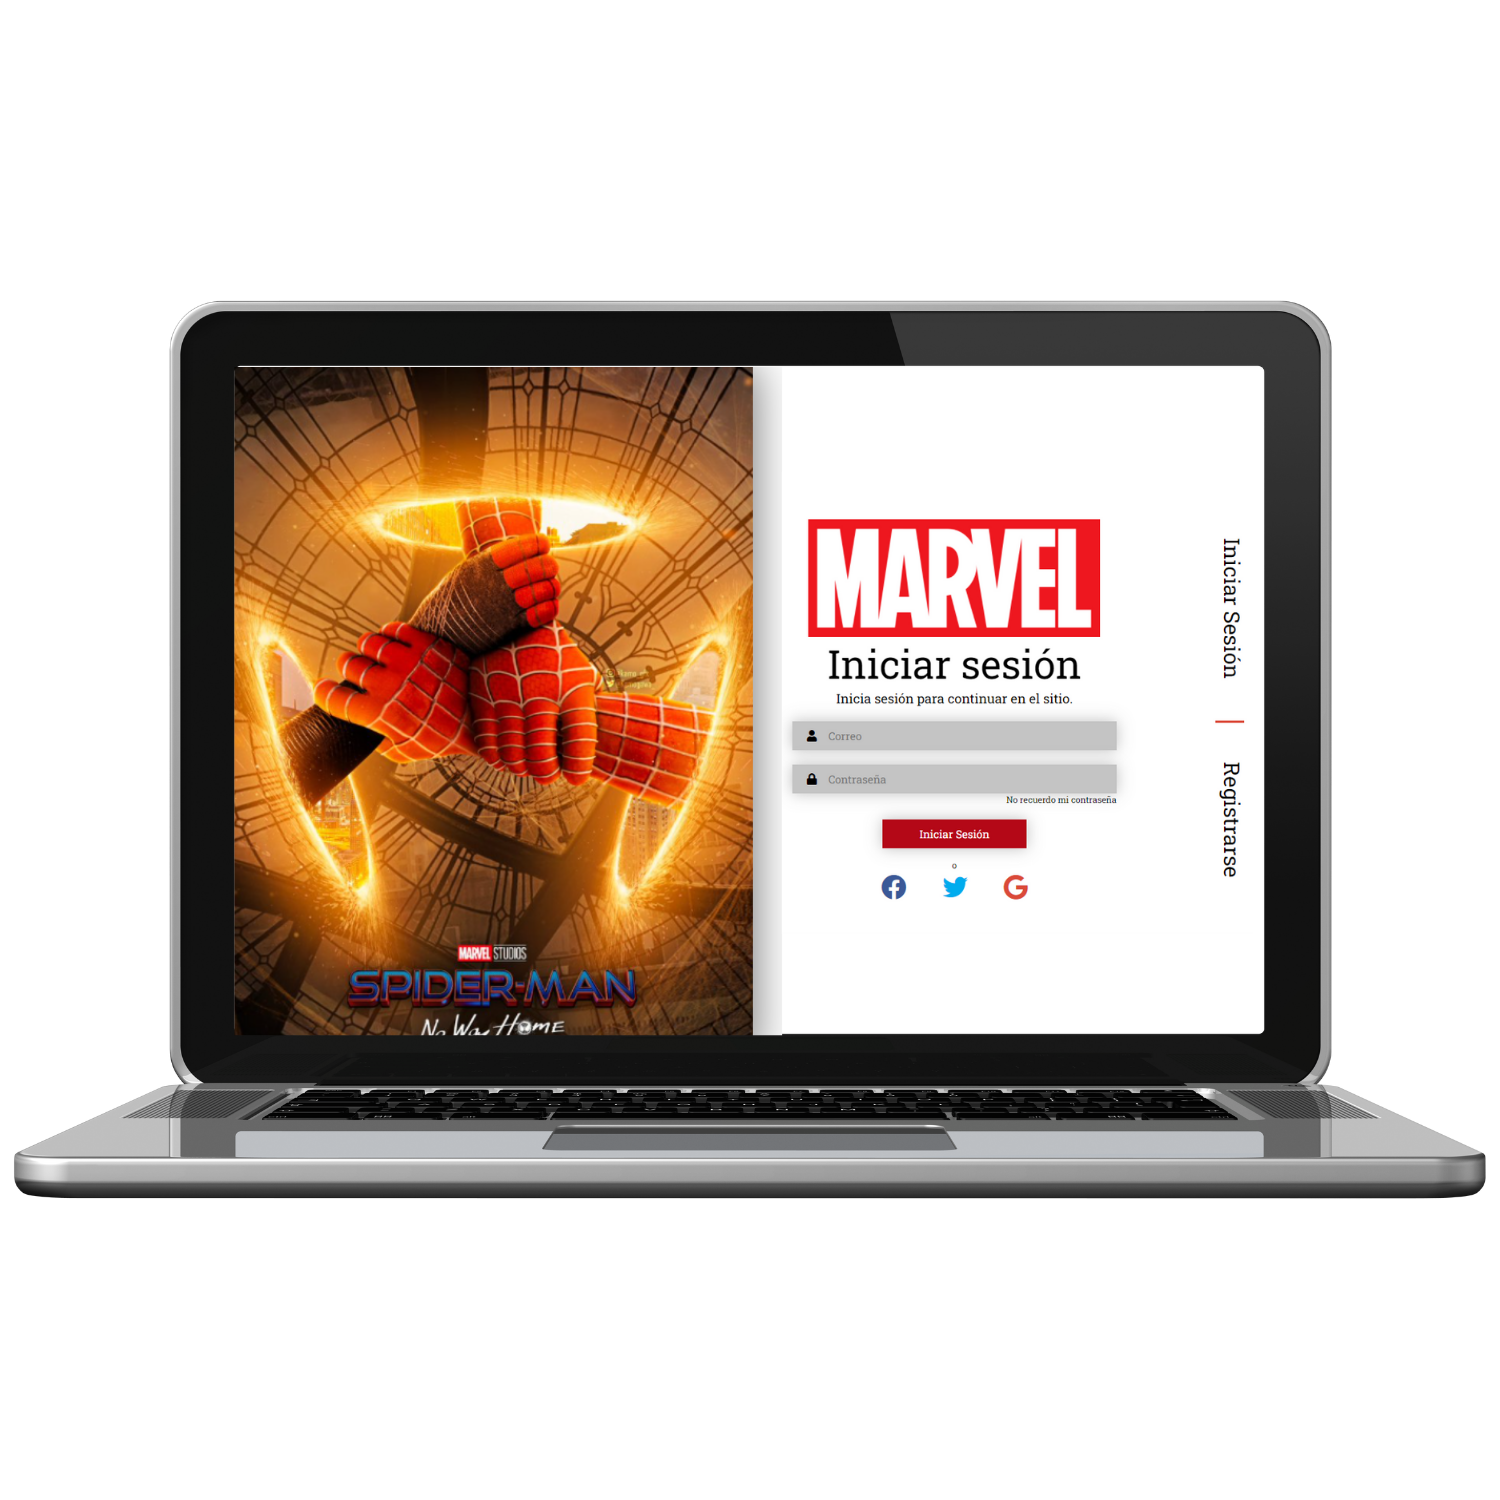 MARVEL STUDIOS
SPIDER-MAN
No Way Home
MARVEL
Iniciar sesión
Inicia sesión para continuar en el sitio.
Correo
Contraseña
No recuerdo mi contraseña
Iniciar Sesión
o
Iniciar Sesión
Registrarse